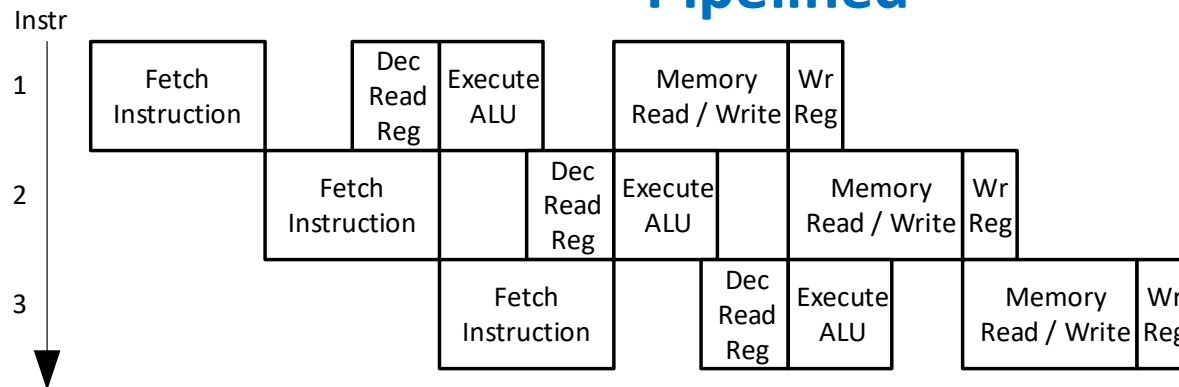 Pipelined
Instr
1
Fetch
Instruction
Dec
Read
Reg
Execute
ALU
Memory
Read / Write
Wr
Reg
2
Fetch
Instruction
Dec
Read
Reg
Execute
ALU
Memory
Read / Write
Wr
Reg
3
Fetch
Instruction
Dec
Read
Reg
Execute
ALU
Memory
Read / Write
Wr
Reg